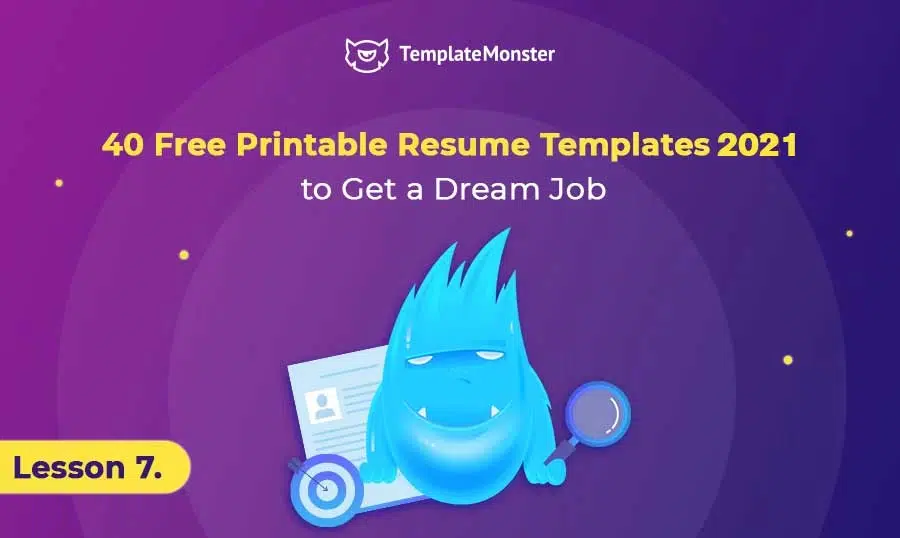 TemplateMonster
40 Free Printable Resume Templates 2021
to Get a Dream Job
Lesson 7.